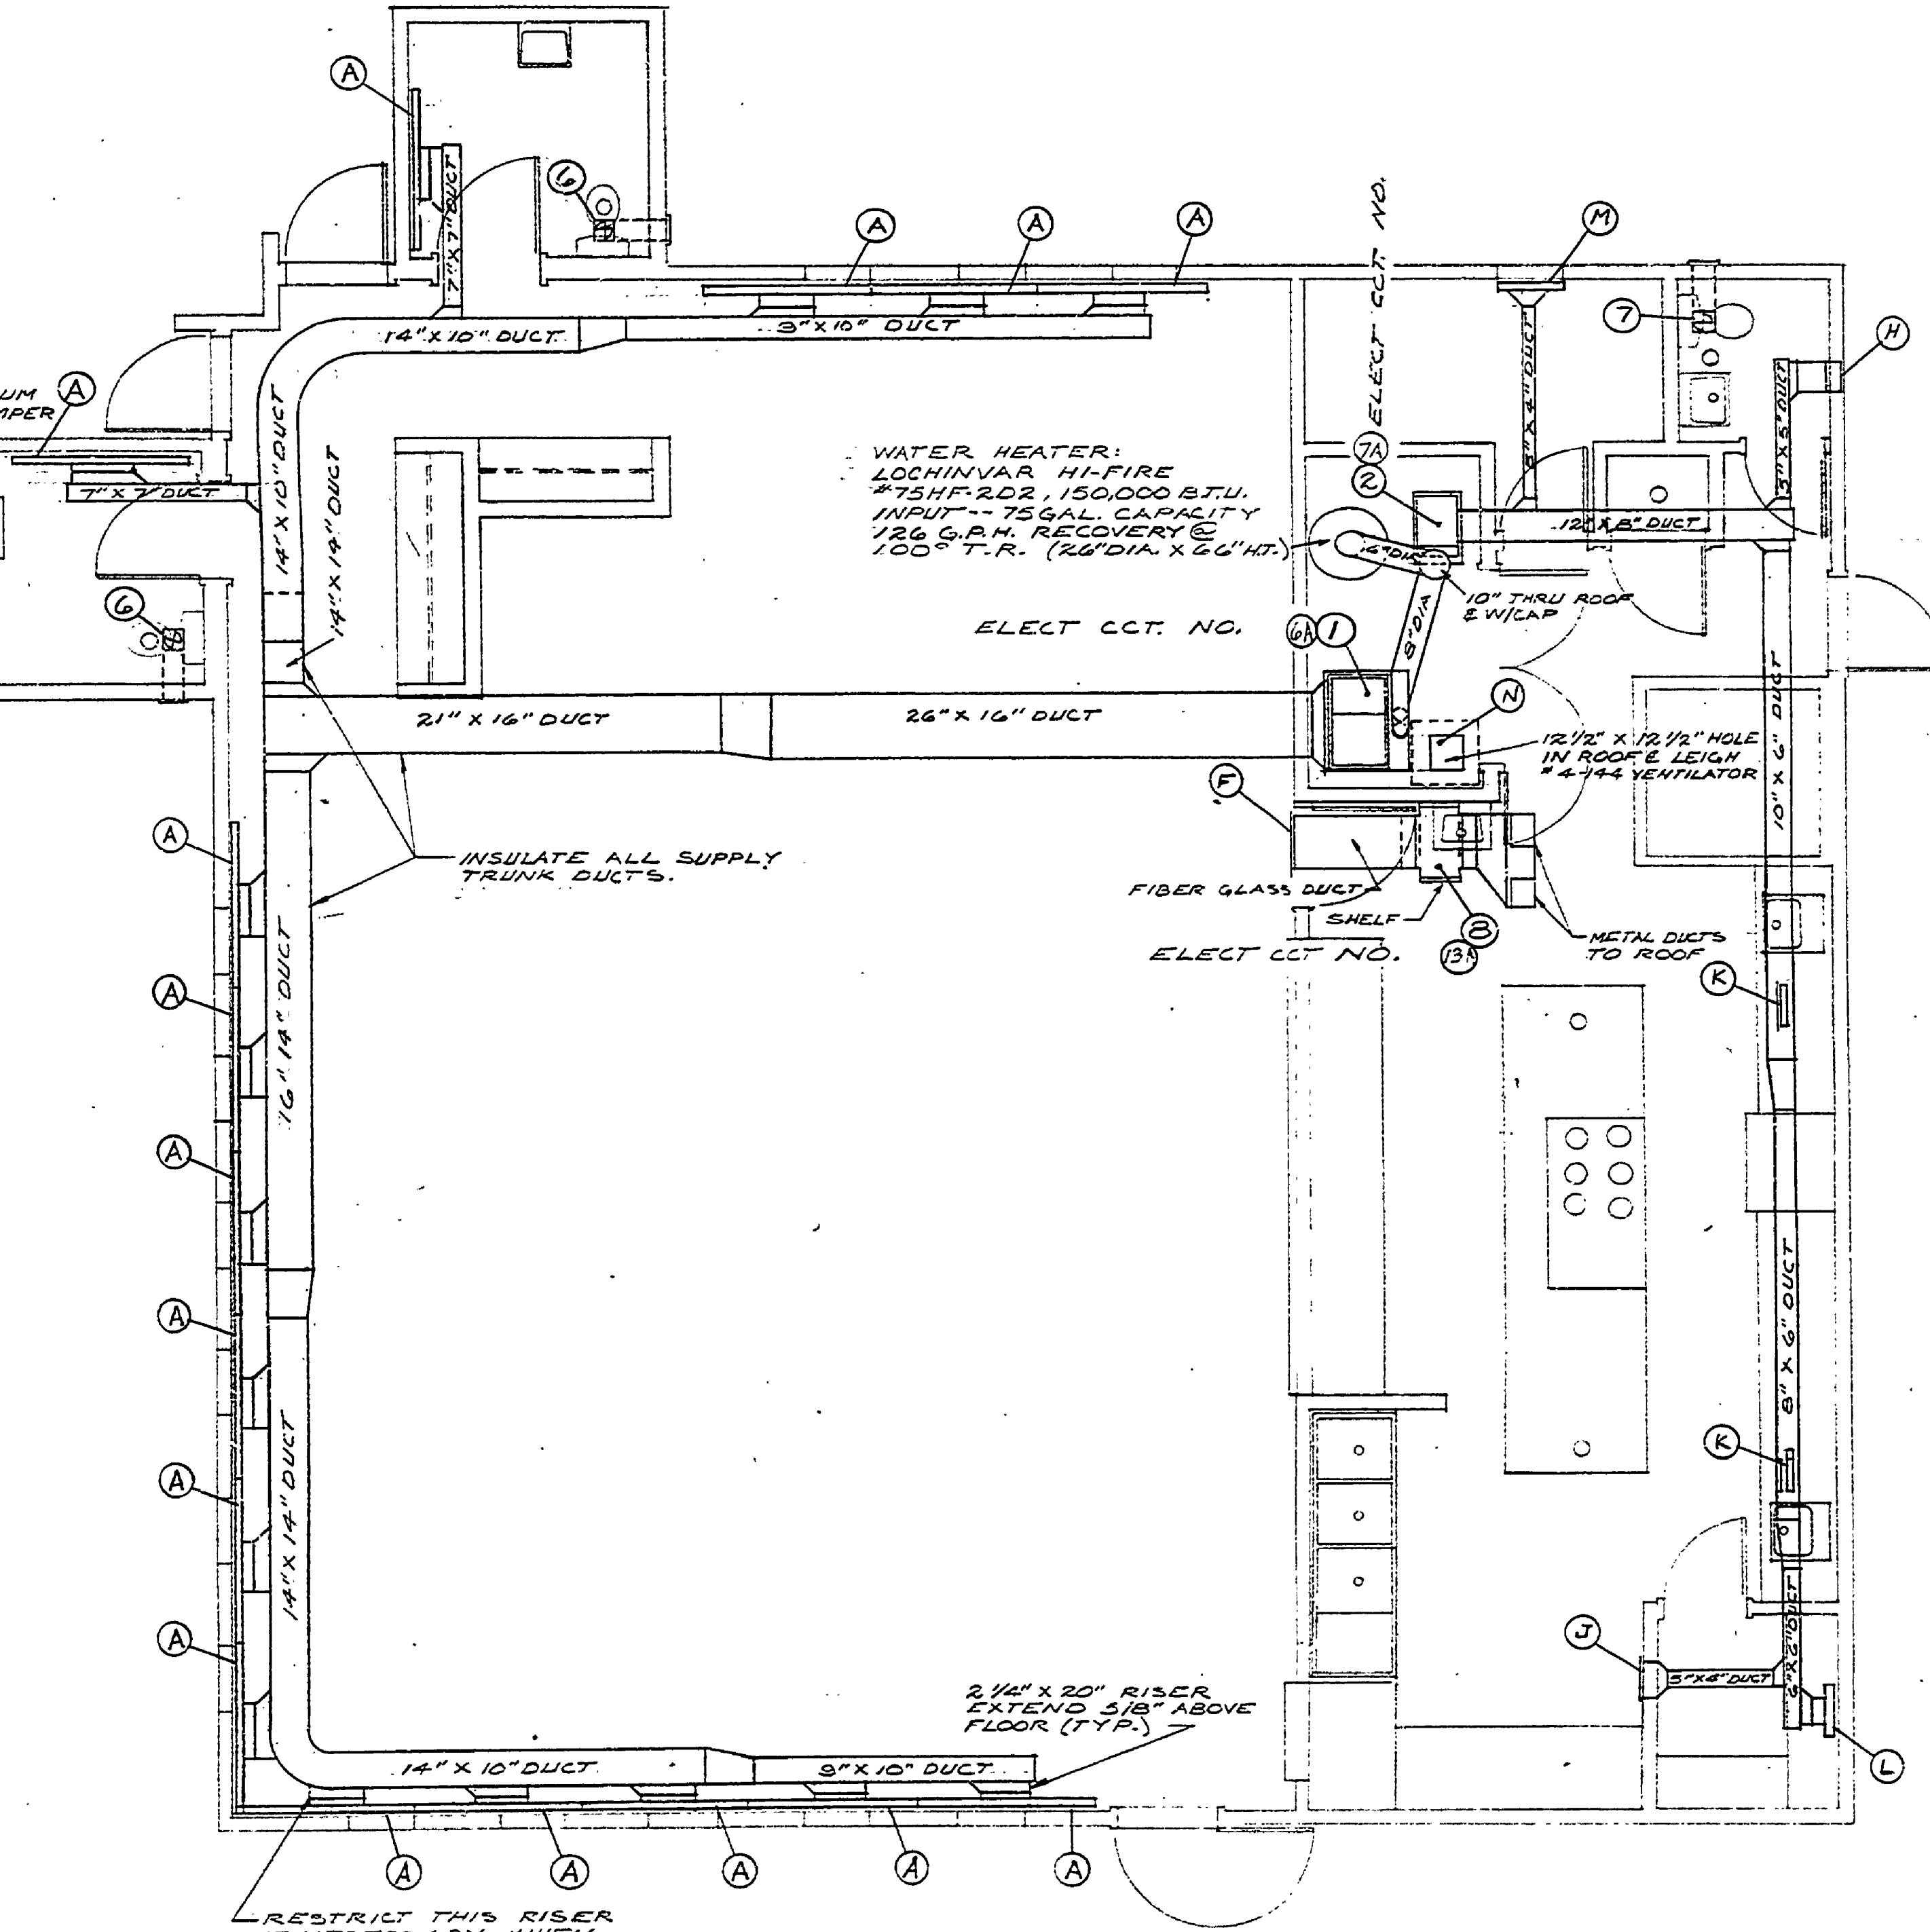 A
6
7" X 7" DUCT
A
A
A
ELECT CCT. NO.
M
7
H
14" X 10" DUCT
9" X 10" DUCT
8" X 4" DUCT
5" X 5" DUCT
A
7" X 7" DUCT
14" X 10" DUCT
14" X 14" DUCT
WATER HEATER:
LOCHINVAR HI-FIRE
#75HF-2D2, 150,000 B.T.U.
INPUT -- 75 GAL. CAPACITY
126 G.P.H. RECOVERY @
100° T.R. (26" DIA. X 66" HT.)
7A
2
12" X 8" DUCT
6" DIA
10" THRU ROOF
& W/CAP
8" DIA
6
ELECT CCT. NO.
6A
1
21" X 16" DUCT
26" X 16" DUCT
N
12 1/2" X 12 1/2" HOLE
IN ROOF & LEIGH
#4-144 VENTILATOR
10" X 6" DUCT
F
A
INSULATE ALL SUPPLY
TRUNK DUCTS.
FIBER GLASS DUCT
SHELF
8
13A
ELECT CCT NO.
METAL DUCTS
TO ROOF
A
16" 14" DUCT
K
A
A
8" X 6" DUCT
A
14" X 14" DUCT
K
A
J
5" X 4" DUCT
L
2 1/4" X 20" RISER
EXTEND 5/8" ABOVE
FLOOR (TYP.)
14" X 10" DUCT
9" X 10" DUCT
A
A
A
A
A
RESTRICT THIS RISER